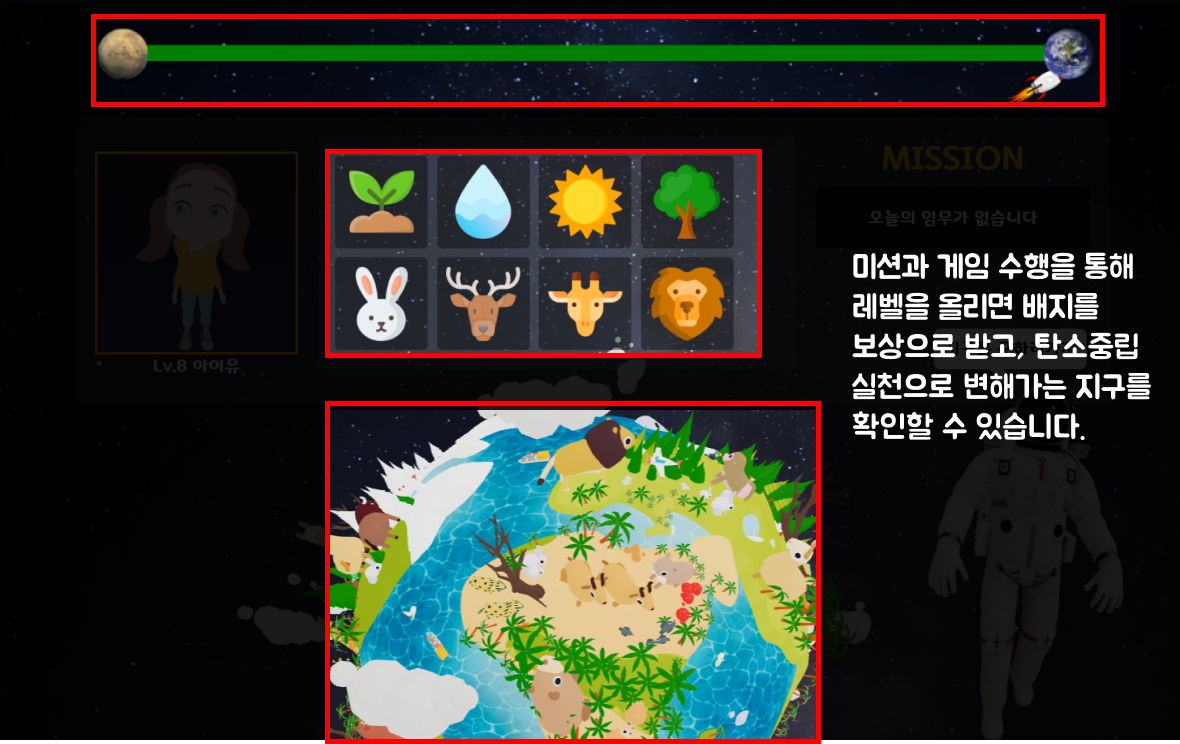 MISSION
오늘의 임무가 없습니다
미션과 게임 수행을 통해
레벨을 올리면 배지를
보상으로 받고, 탄소중립
실천으로 변해가는 지구를
확인할 수 있습니다.
Lv.8 아이유